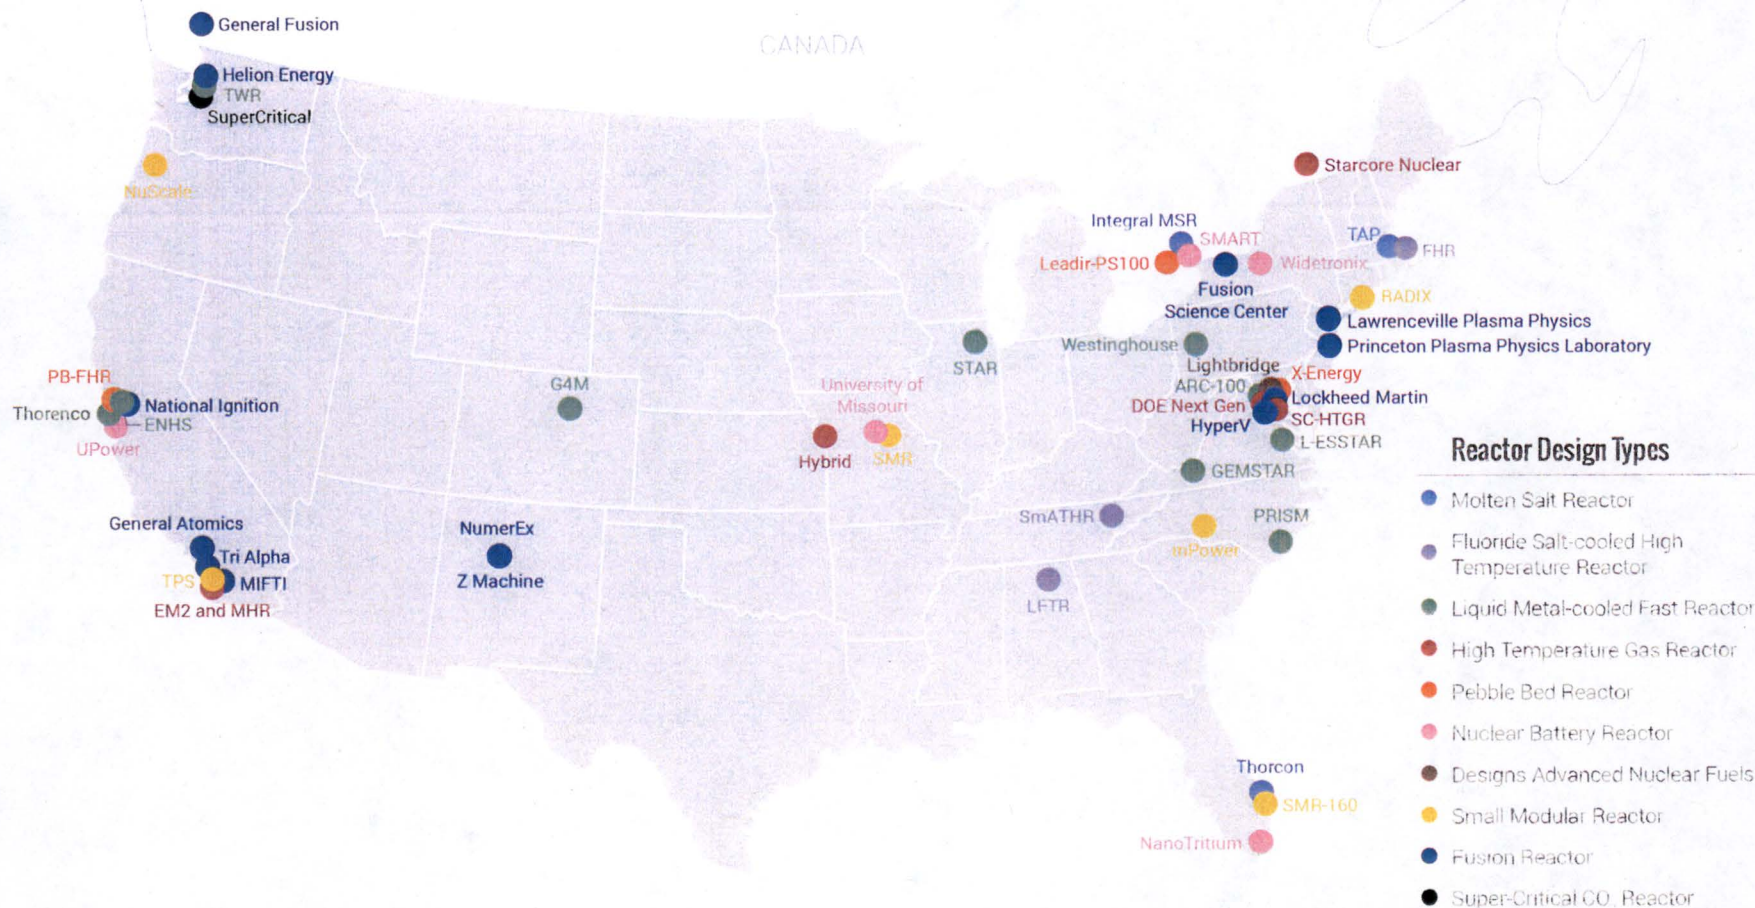 General Fusion
CANADA
Helion Energy
TWR
SuperCritical
NuScale
Starcore Nuclear
Integral MSR
SMART
TAP
FHR
Leadir-PS100
Widetronix
Fusion
Science Center
RADIX
Lawrenceville Plasma Physics
Princeton Plasma Physics Laboratory
Westinghouse
STAR
Lightbridge
X-Energy
ARC-100
Lockheed Martin
DOE Next Gen
SC-HTGR
HyperV
L-ESSTAR
GEMSTAR
PB-FHR
National Ignition
Thorenco
ENHS
UPower
G4M
University of
Missouri
Hybrid
SMR
General Atomics
Tri Alpha
TPS
MIFTI
EM2 and MHR
NumerEx
Z Machine
SmATHR
mPower
PRISM
LFTR
Thorcon
SMR-160
NanoTritium
Reactor Design Types
Molten Salt Reactor
Fluoride Salt-cooled High
Temperature Reactor
Liquid Metal-cooled Fast Reactor
High Temperature Gas Reactor
Pebble Bed Reactor
Nuclear Battery Reactor
Designs Advanced Nuclear Fuels
Small Modular Reactor
Fusion Reactor
Super-Critical CO₂ Reactor